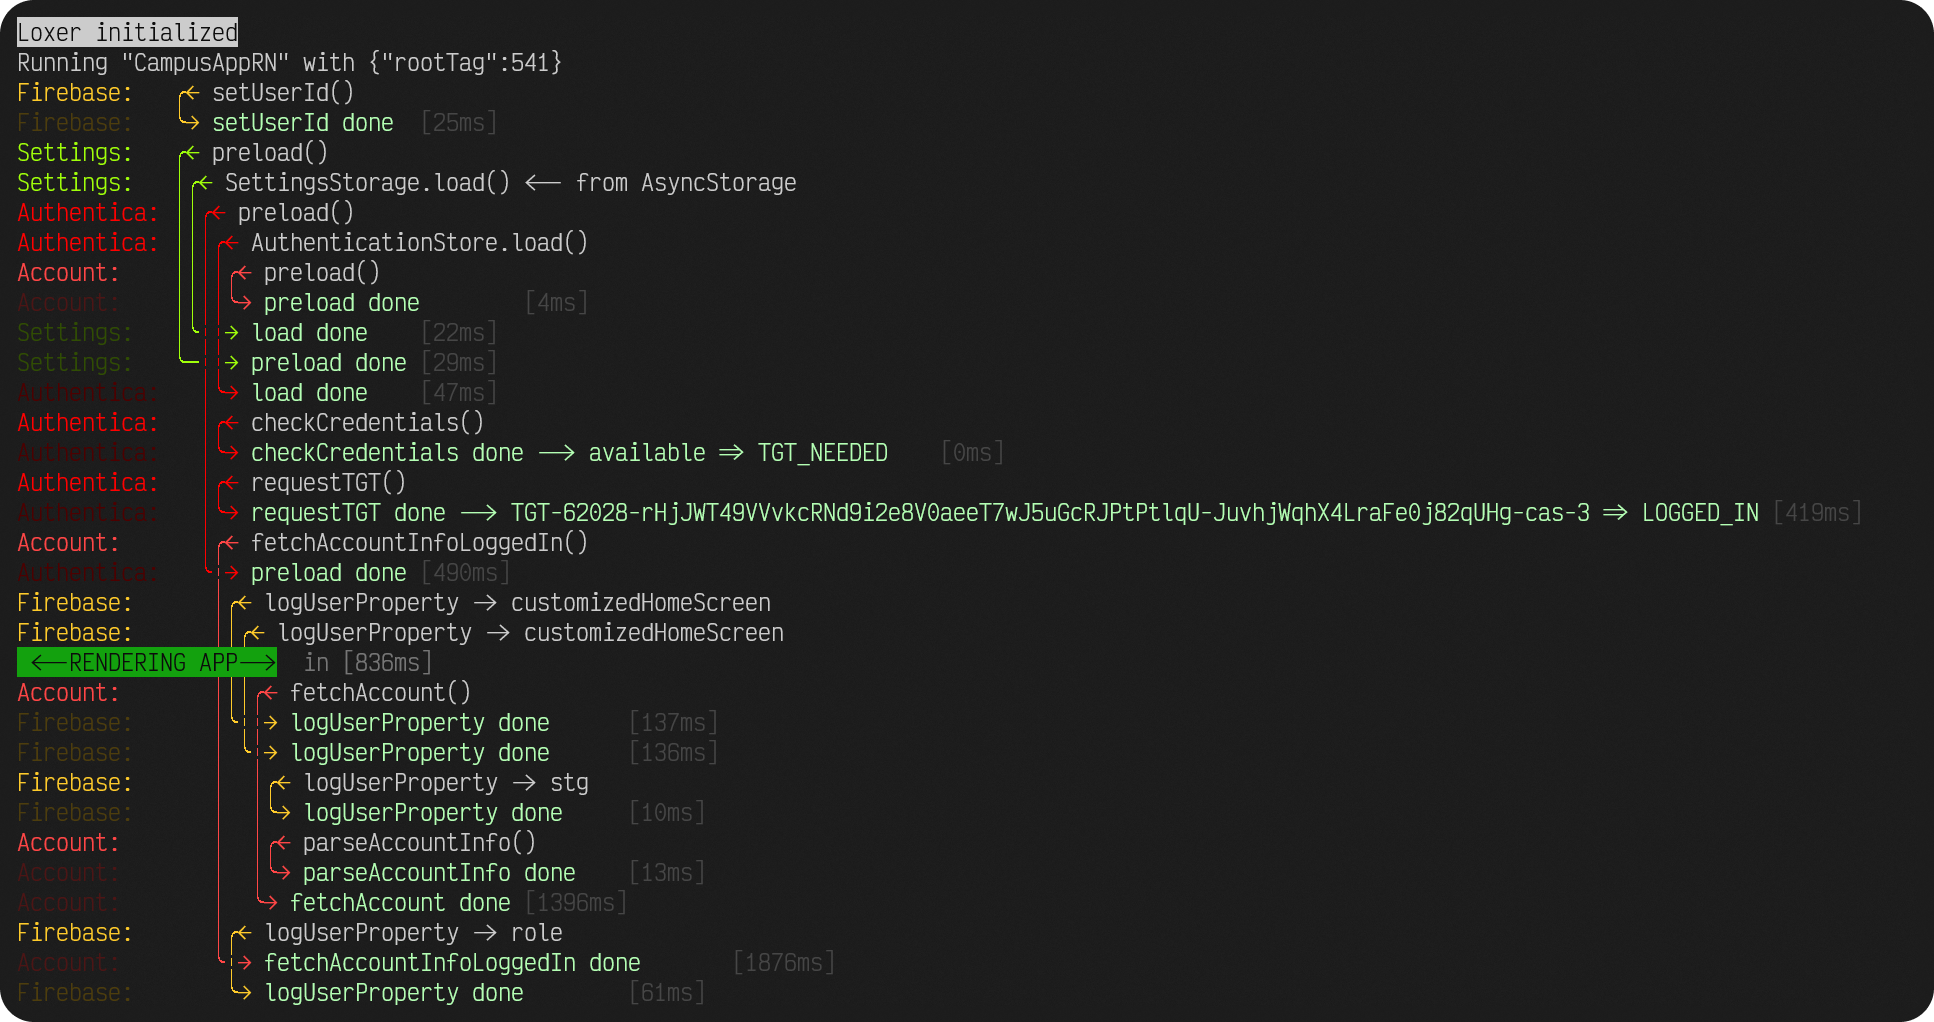 Loxer initialized
Running "CampusAppRN" with {"rootTag":541}
Firebase: setUserId()
Firebase: setUserId done [25ms]
Settings: preload()
Settings: SettingsStorage.load() <-- from AsyncStorage
Authentica: preload()
Authentica: AuthenticationStore.load()
Account: preload()
Account: preload done [4ms]
Settings: load done [22ms]
Settings: preload done [29ms]
Authentica: load done [47ms]
Authentica: checkCredentials()
Authentica: checkCredentials done --> available => TGT_NEEDED [0ms]
Authentica: requestTGT()
Authentica: requestTGT done --> TGT-62028-rHjJWT49VVvkcRNd9i2e8V0aeeT7wJ5uGcRJPtPtlqU-JuvhjWqhX4LraFe0j82qUHg-cas-3 => LOGGED_IN [419ms]
Account: fetchAccountInfoLoggedIn()
Authentica: preload done [490ms]
Firebase: logUserProperty -> customizedHomeScreen
Firebase: logUserProperty -> customizedHomeScreen
<--RENDERING APP--> in [836ms]
Account: fetchAccount()
Firebase: logUserProperty done [137ms]
Firebase: logUserProperty done [136ms]
Firebase: logUserProperty -> stg
Firebase: logUserProperty done [10ms]
Account: parseAccountInfo()
Account: parseAccountInfo done [13ms]
Account: fetchAccount done [1396ms]
Firebase: logUserProperty -> role
Account: fetchAccountInfoLoggedIn done [1876ms]
Firebase: logUserProperty done [61ms]